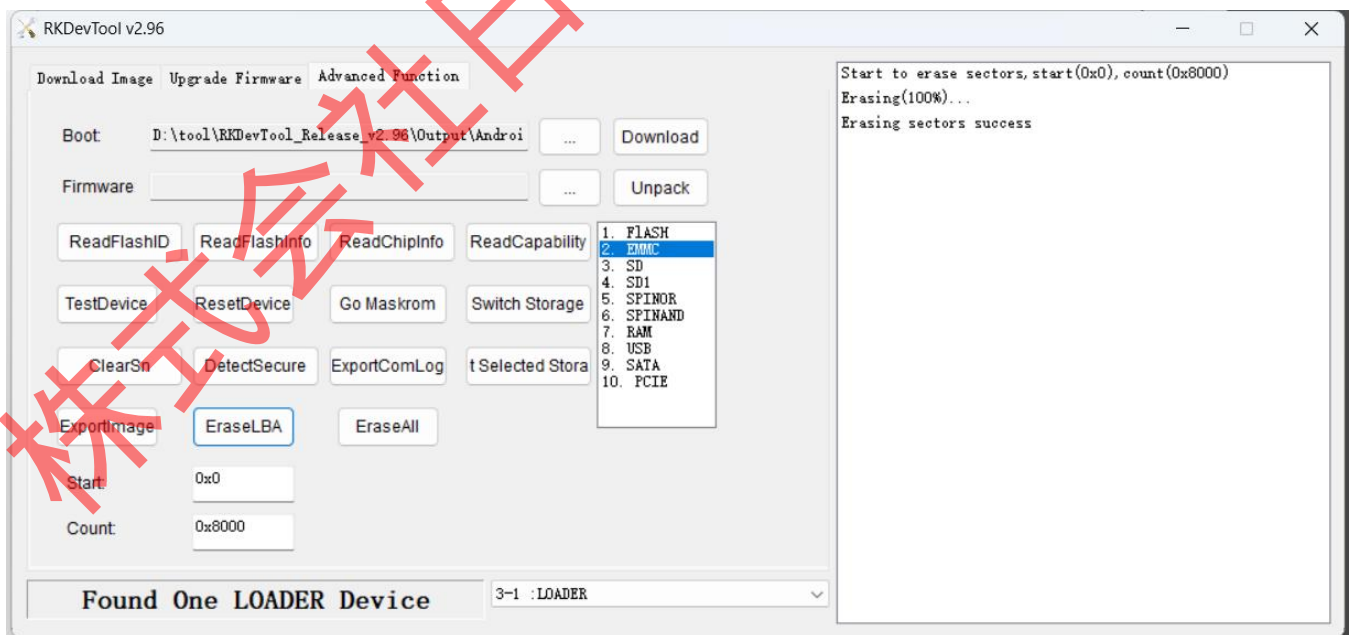 RKDevTool v2.96
Download Image Upgrade Firmware Advanced Function
Boot: D:\tool\RKDevTool_Release_v2.96\Output\Androi ... Download
Firmware ... Unpack
ReadFlashID ReadFlashInfo ReadChipInfo ReadCapability
TestDevice ResetDevice Go Maskrom Switch Storage
ClearSn DetectSecure ExportComLog t Selected Stora
ExportImage EraseLBA EraseAll
1. FlASH
2. EMMC
3. SD
4. SD1
5. SPINOR
6. SPINAND
7. RAM
8. USB
9. SATA
10. PCIE
Start: 0x0
Count: 0x8000
Found One LOADER Device 3-1 :LOADER
Start to erase sectors,start(0x0),count(0x8000)
Erasing(100%)...
Erasing sectors success
株式会社日